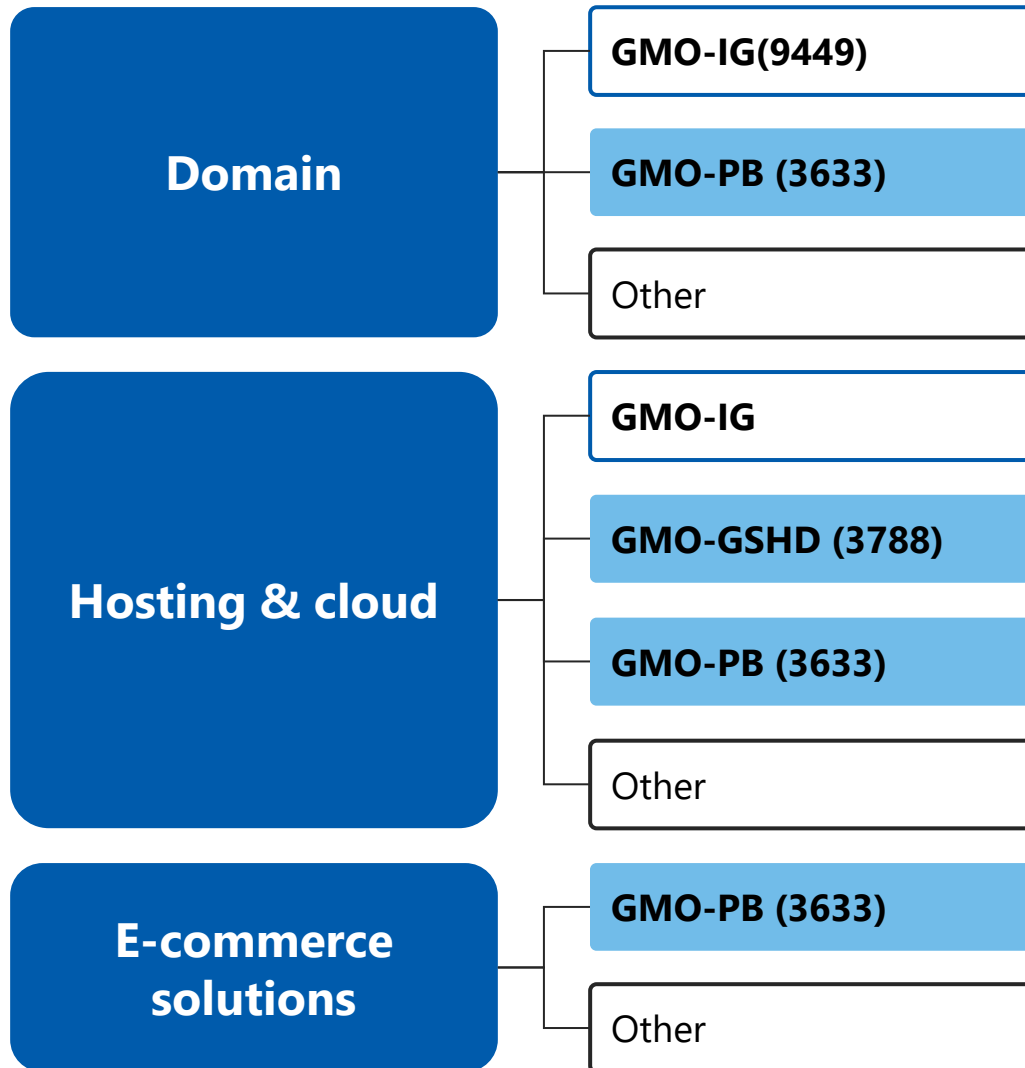 Domain
GMO-IG(9449)
GMO-PB (3633)
Other
Hosting & cloud
GMO-IG
GMO-GSHD (3788)
GMO-PB (3633)
Other
E-commerce
solutions
GMO-PB (3633)
Other